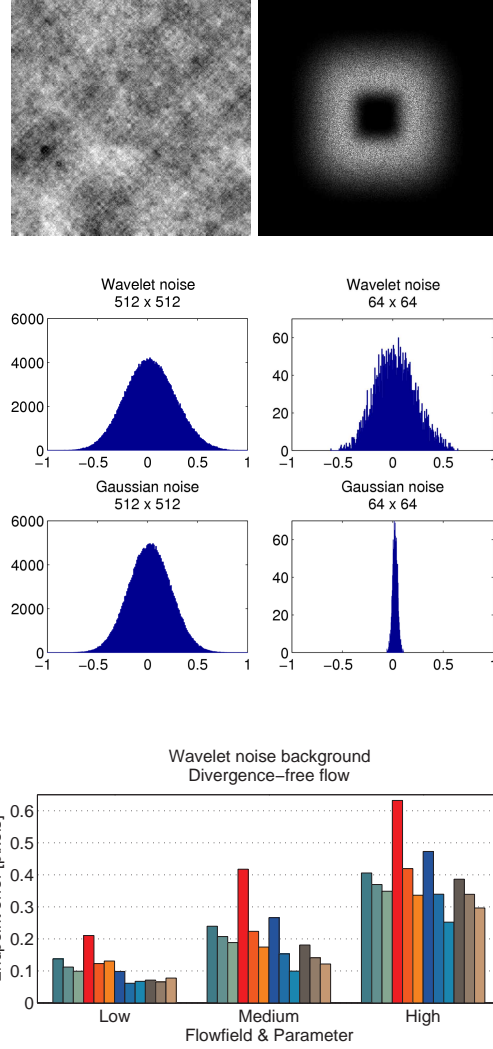 Wavelet noise
512 x 512
6000
4000
2000
0
−1 −0.5 0 0.5 1
Wavelet noise
64 x 64
60
40
20
0
−1 −0.5 0 0.5 1
Gaussian noise
512 x 512
6000
4000
2000
0
−1 −0.5 0 0.5 1
Gaussian noise
64 x 64
60
40
20
0
−1 −0.5 0 0.5 1
Wavelet noise background
Divergence−free flow
0.6
0.5
0.4
0.3
0.2
0.1
0
Low Medium High
Flowfield & Parameter